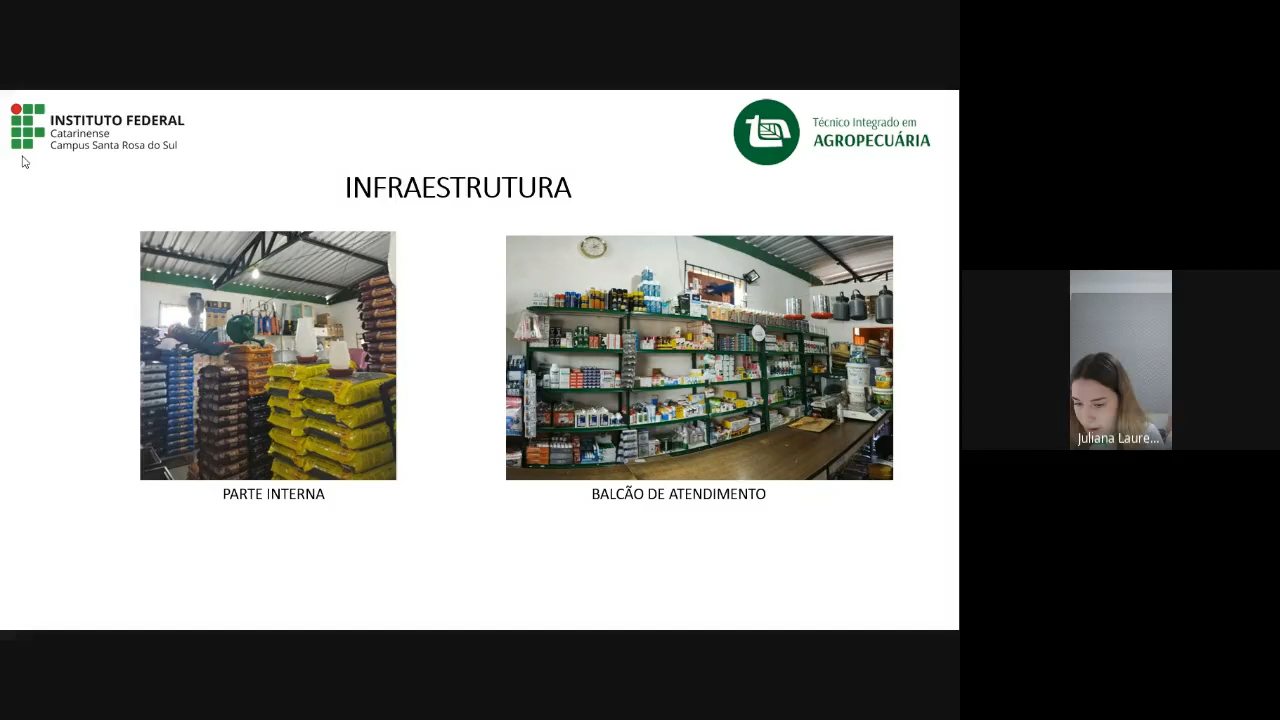 INSTITUTO FEDERAL
Catarinense
Campus Santa Rosa do Sul
Técnico Integrado em
AGROPECUÁRIA
INFRAESTRUTURA
PARTE INTERNA
BALCÃO DE ATENDIMENTO
Juliana Laure...